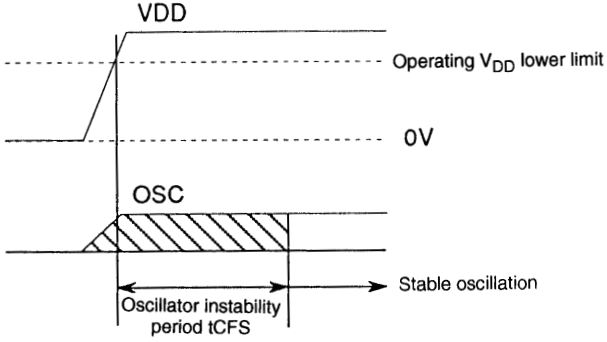 VDD
Operating VDD lower limit
0V
OSC
Stable oscillation
Oscillator instability
period tCFS